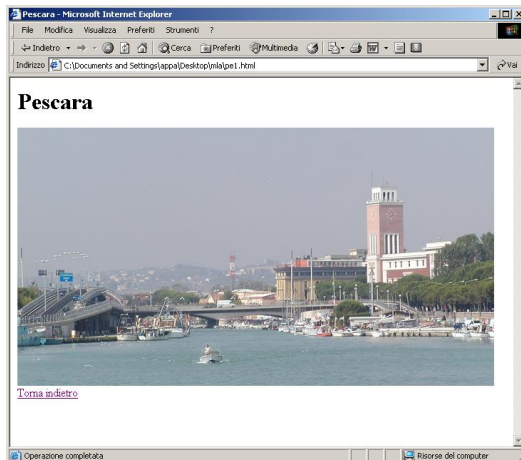 Pescara - Microsoft Internet Explorer
File Modifica Visualizza Preferiti Strumenti ?
Indietro Cerca Preferiti Multimedia
Indirizzo C:\Documents and Settings\appa\Desktop\mla\pe1.html Vai
Pescara
Torna indietro
Operazione completata Risorse del computer